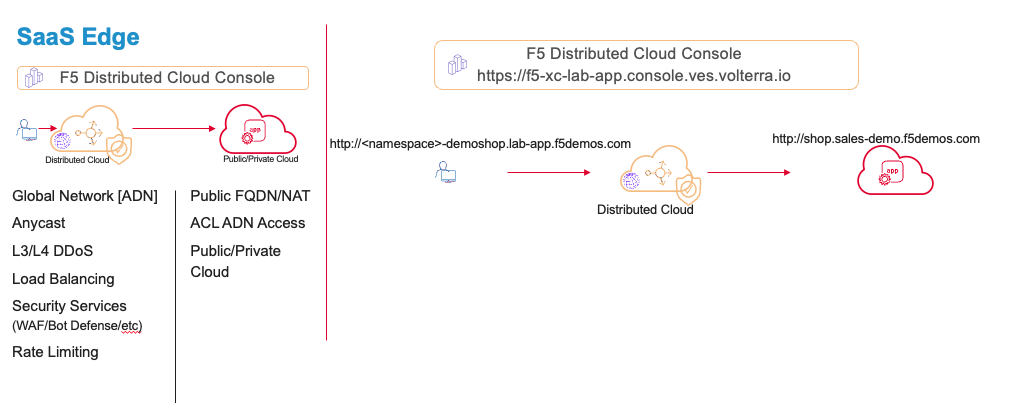 SaaS Edge
F5 Distributed Cloud Console
app
Distributed Cloud
Public/Private Cloud
Global Network [ADN]
Anycast
L3/L4 DDoS
Load Balancing
Security Services
(WAF/Bot Defense/etc)
Rate Limiting
Public FQDN/NAT
ACL ADN Access
Public/Private
Cloud
F5 Distributed Cloud Console
https://f5-xc-lab-app.console.ves.volterra.io
http://<namespace>-demoshop.lab-app.f5demos.com
Distributed Cloud
http://shop.sales-demo.f5demos.com
app